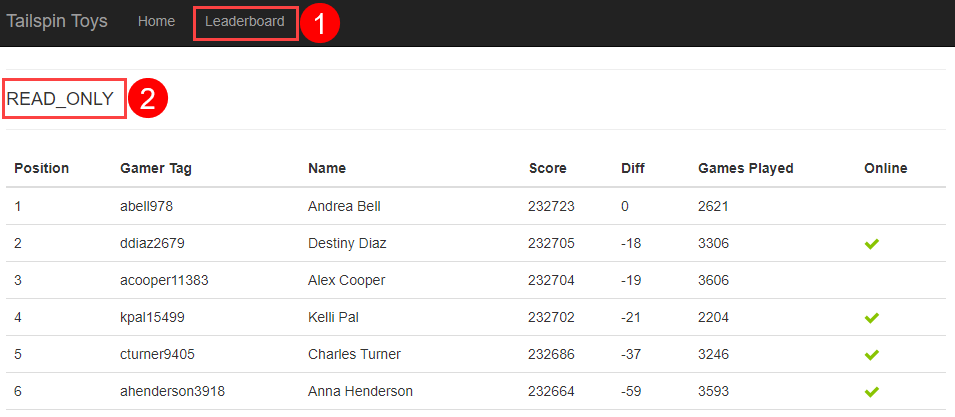 Tailspin Toys Home Leaderboard 1
READ_ONLY 2
Position Gamer Tag Name Score Diff Games Played Online
1 abell978 Andrea Bell 232723 0 2621
2 ddiaz2679 Destiny Diaz 232705 -18 3306
3 acooper11383 Alex Cooper 232704 -19 3606
4 kpal15499 Kelli Pal 232702 -21 2204
5 cturner9405 Charles Turner 232686 -37 3246
6 ahenderson3918 Anna Henderson 232664 -59 3593